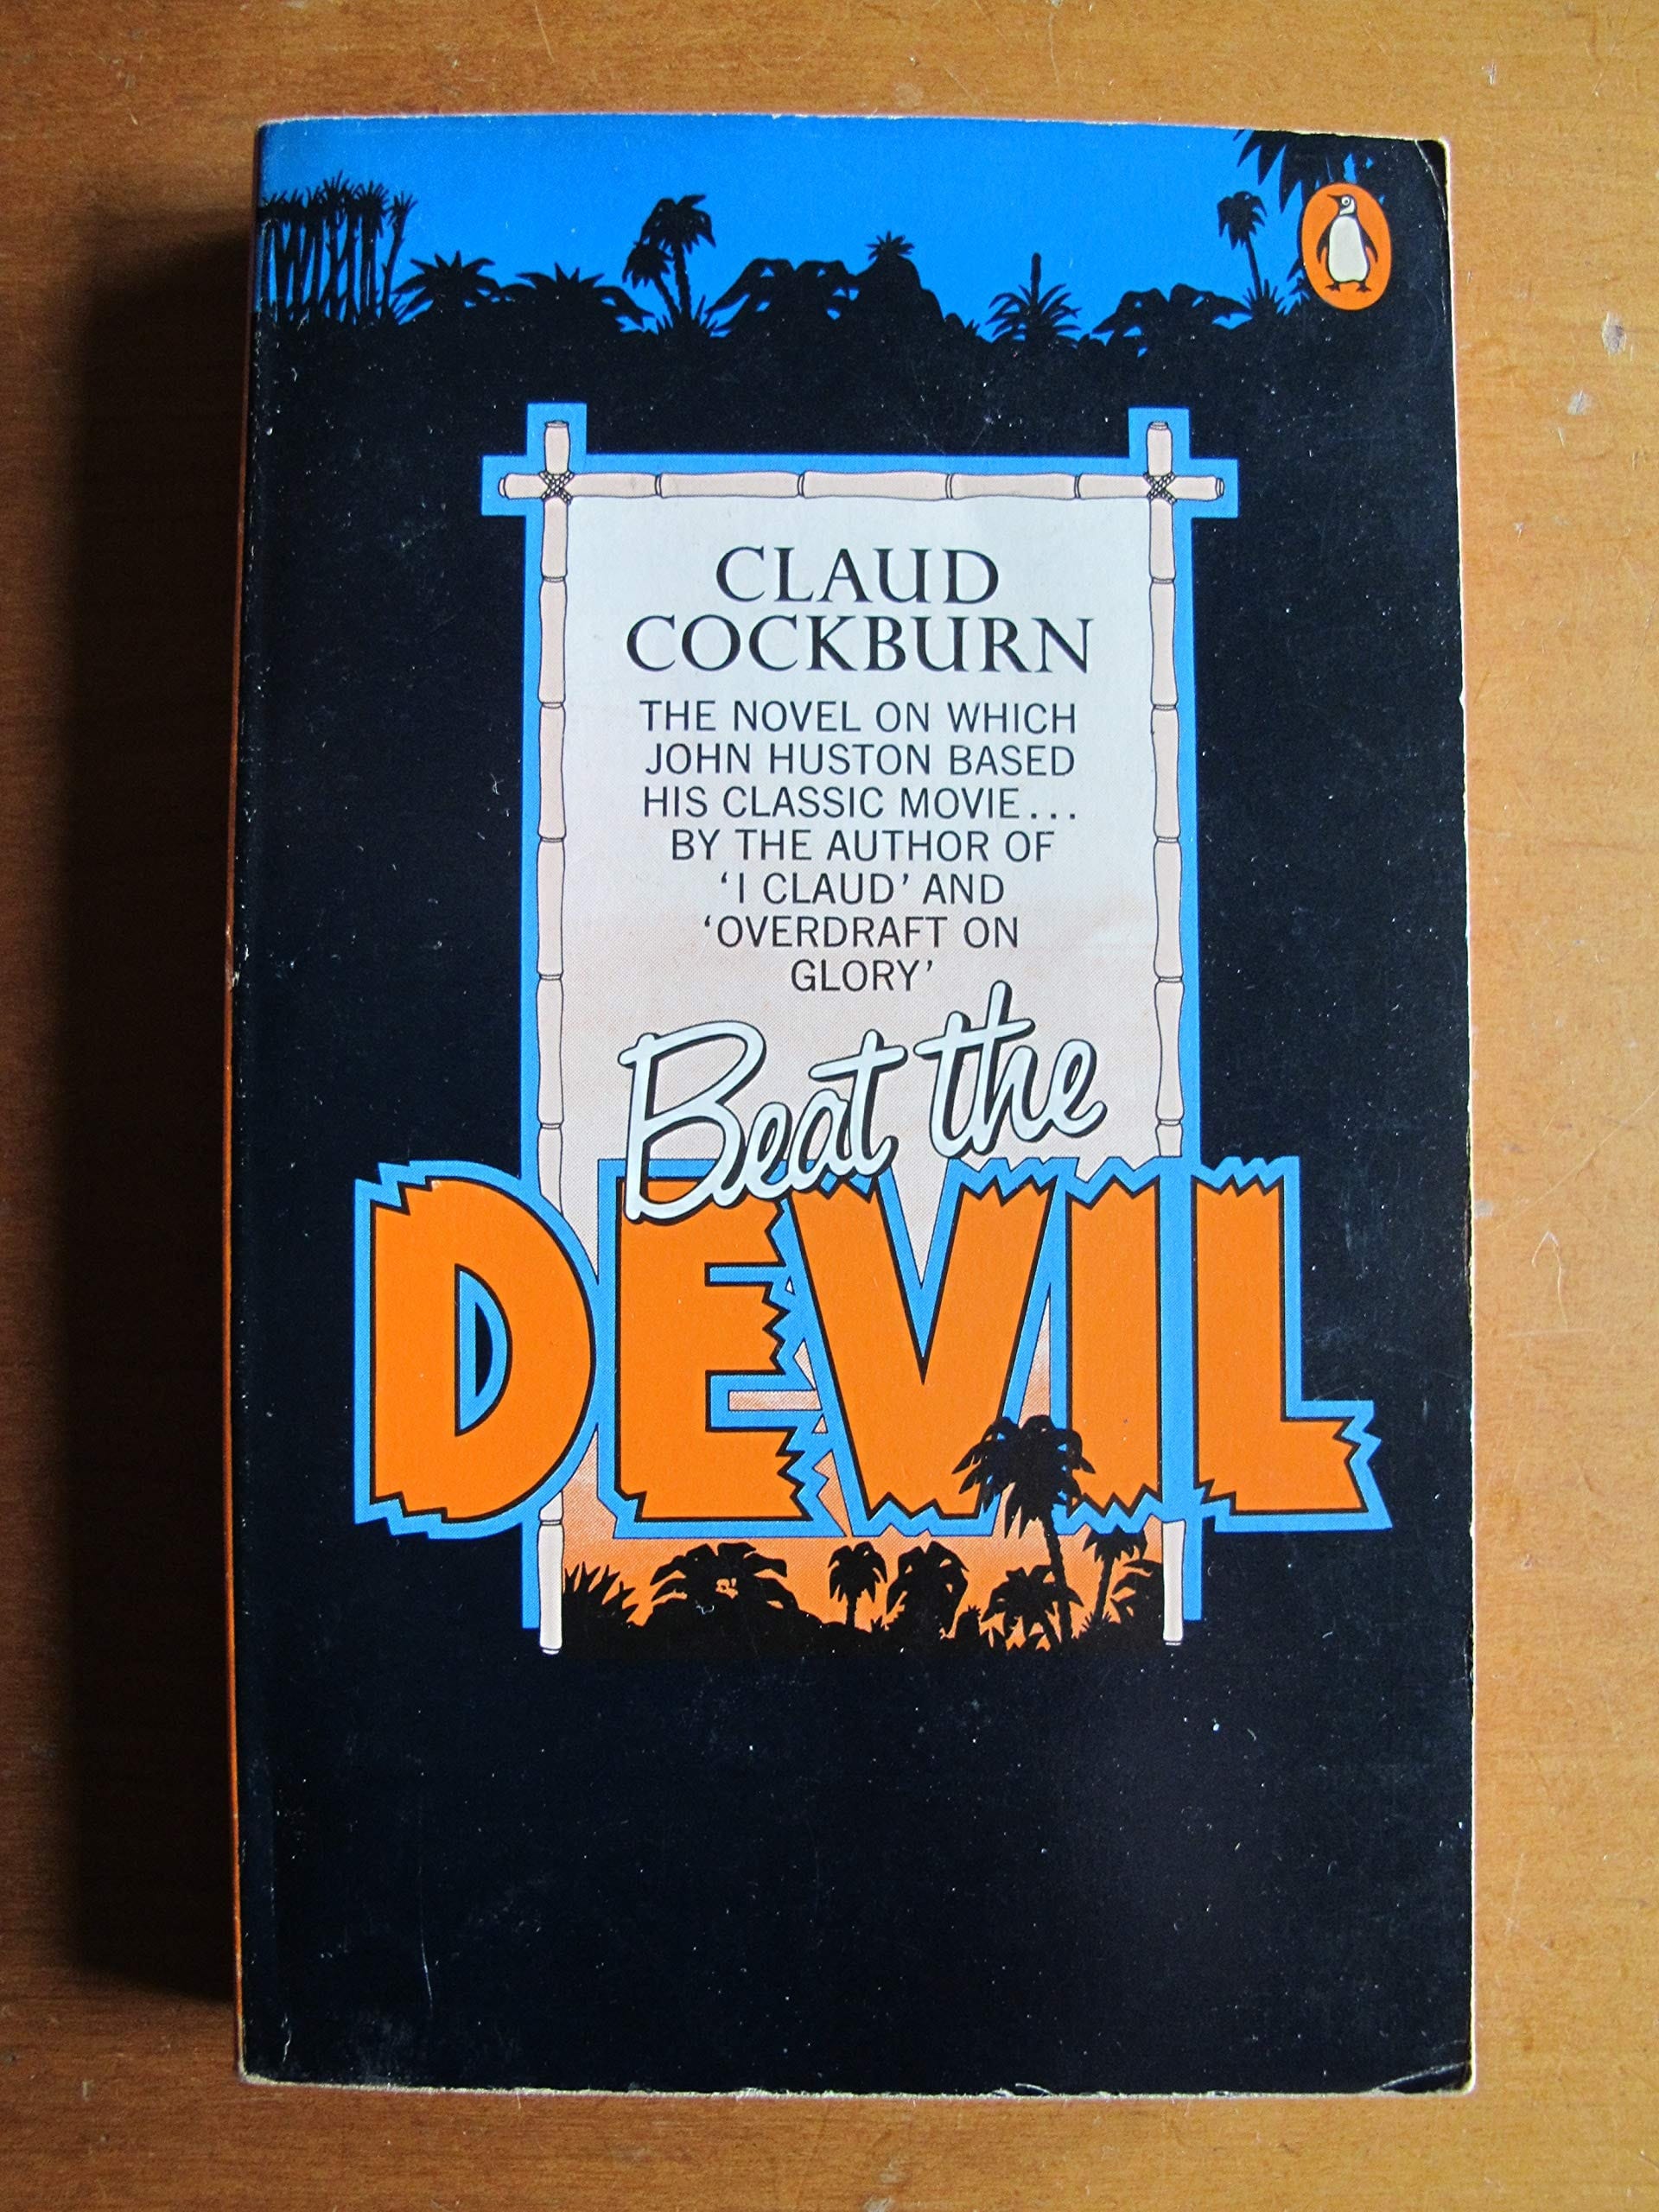 CLAUD
COCKBURN
THE NOVEL ON WHICH
JOHN HUSTON BASED
HIS CLASSIC MOVIE...
BY THE AUTHOR OF
'I CLAUD' AND
'OVERDRAFT ON
GLORY'
Beat the
DEVIL